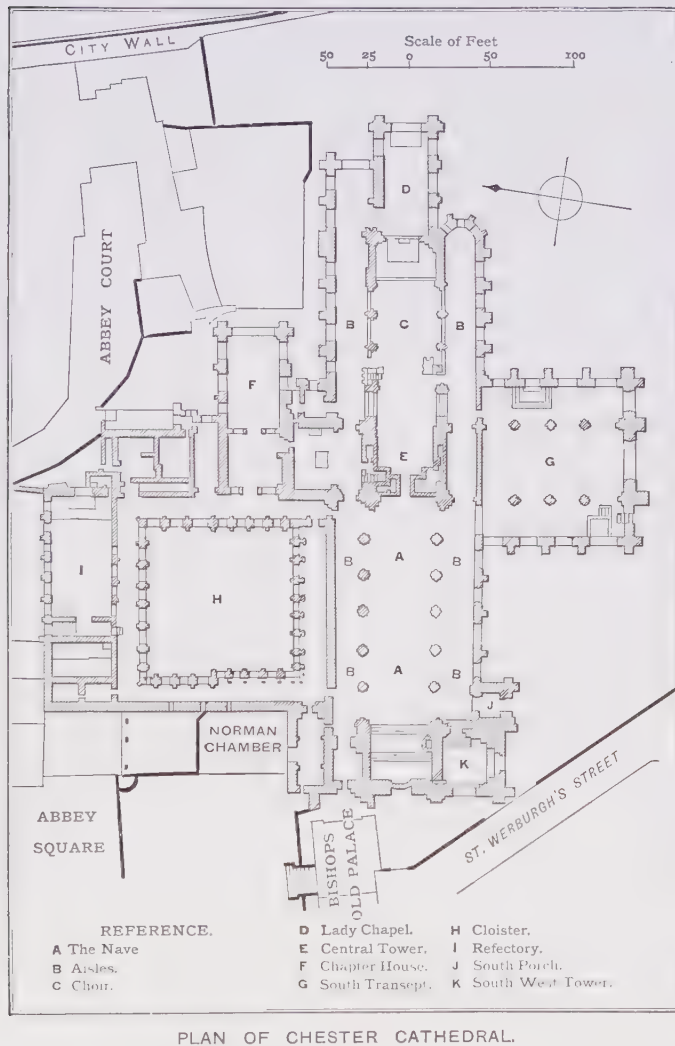 CITY WALL
Scale of Feet
50 25 0 50 100
ABBEY COURT
D
B
C
B
F
E
G
I
H
B
A
B
B
A
B
J
K
NORMAN
CHAMBER
ABBEY
SQUARE
BISHOPS
OLD PALACE
ST. WERBURGH'S STREET
REFERENCE.
A The Nave
B Aisles.
C Choir.
D Lady Chapel.
E Central Tower.
F Chapter House.
G South Transept.
H Cloister.
I Refectory.
J South Porch.
K South West Tower.
PLAN OF CHESTER CATHEDRAL.